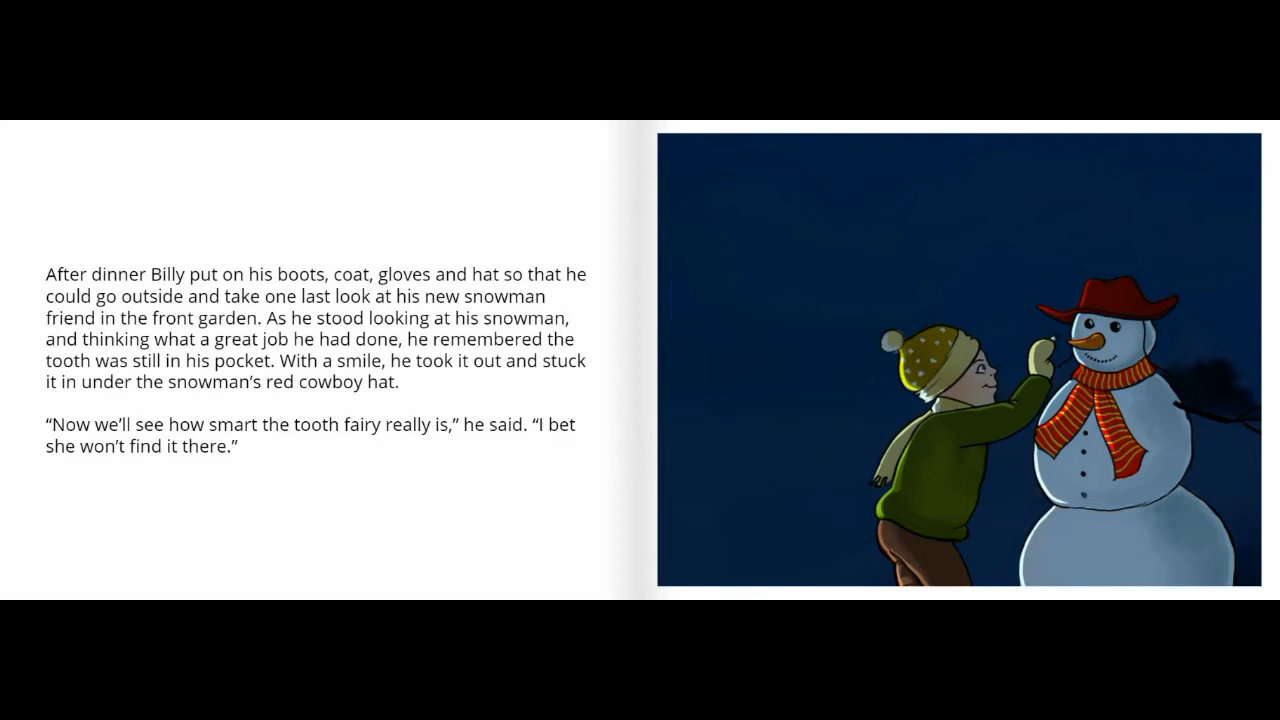 After dinner Billy put on his boots, coat, gloves and hat so that he
could go outside and take one last look at his new snowman
friend in the front garden. As he stood looking at his snowman,
and thinking what a great job he had done, he remembered the
tooth was still in his pocket. With a smile, he took it out and stuck
it in under the snowman’s red cowboy hat.
“Now we’ll see how smart the tooth fairy really is,” he said. “I bet
she won’t find it there.”